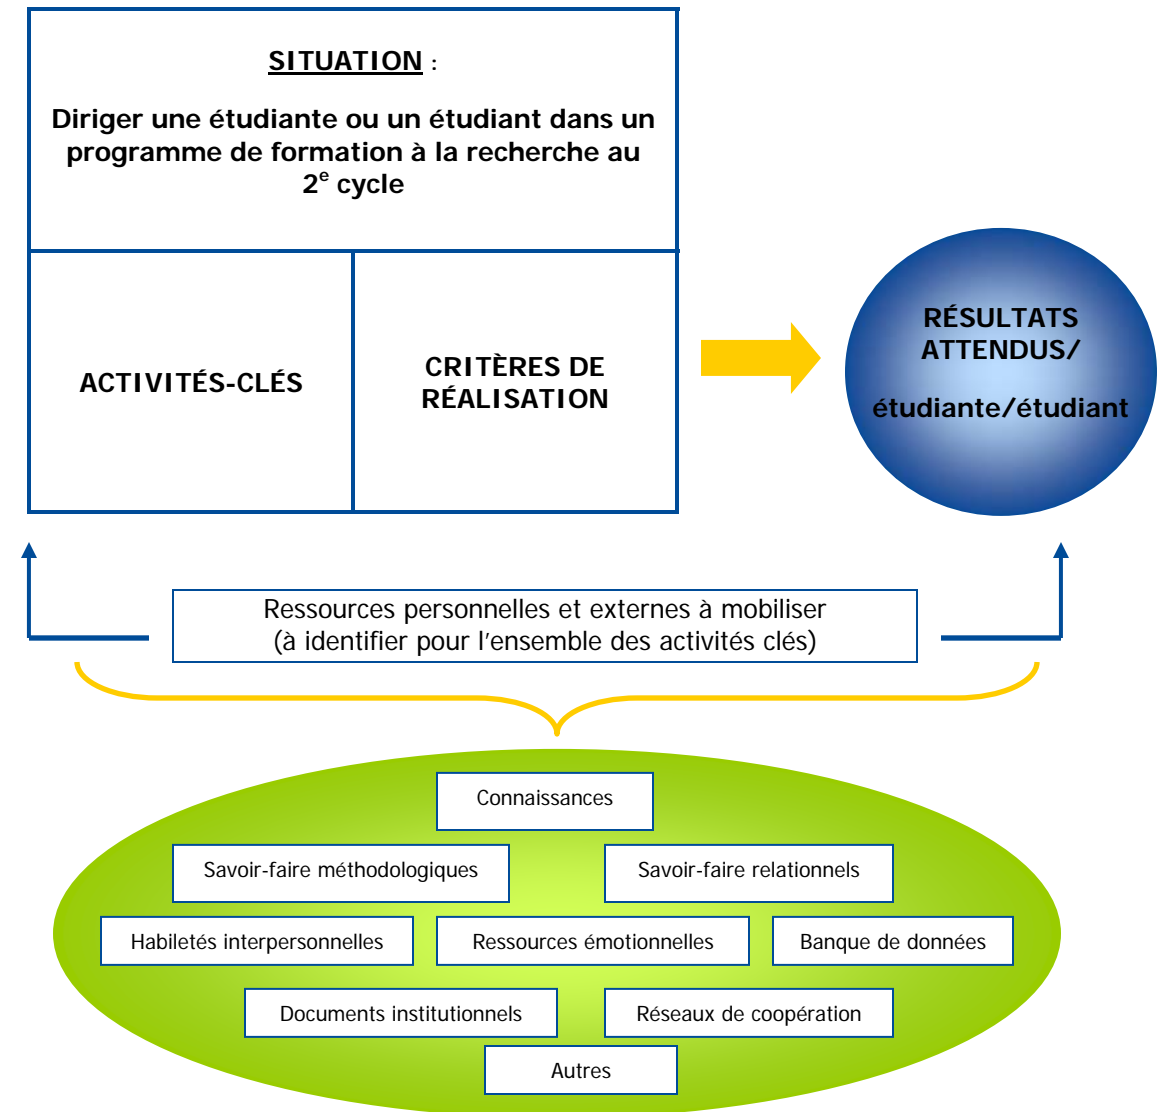 SITUATION :
Diriger une étudiante ou un étudiant dans un
programme de formation à la recherche au
2e cycle
ACTIVITÉS-CLÉS
CRITÈRES DE
RÉALISATION
RÉSULTATS
ATTENDUS/
étudiante/étudiant
Ressources personnelles et externes à mobiliser
(à identifier pour l'ensemble des activités clés)
Connaissances
Savoir-faire méthodologiques
Savoir-faire relationnels
Habiletés interpersonnelles
Ressources émotionnelles
Banque de données
Documents institutionnels
Réseaux de coopération
Autres